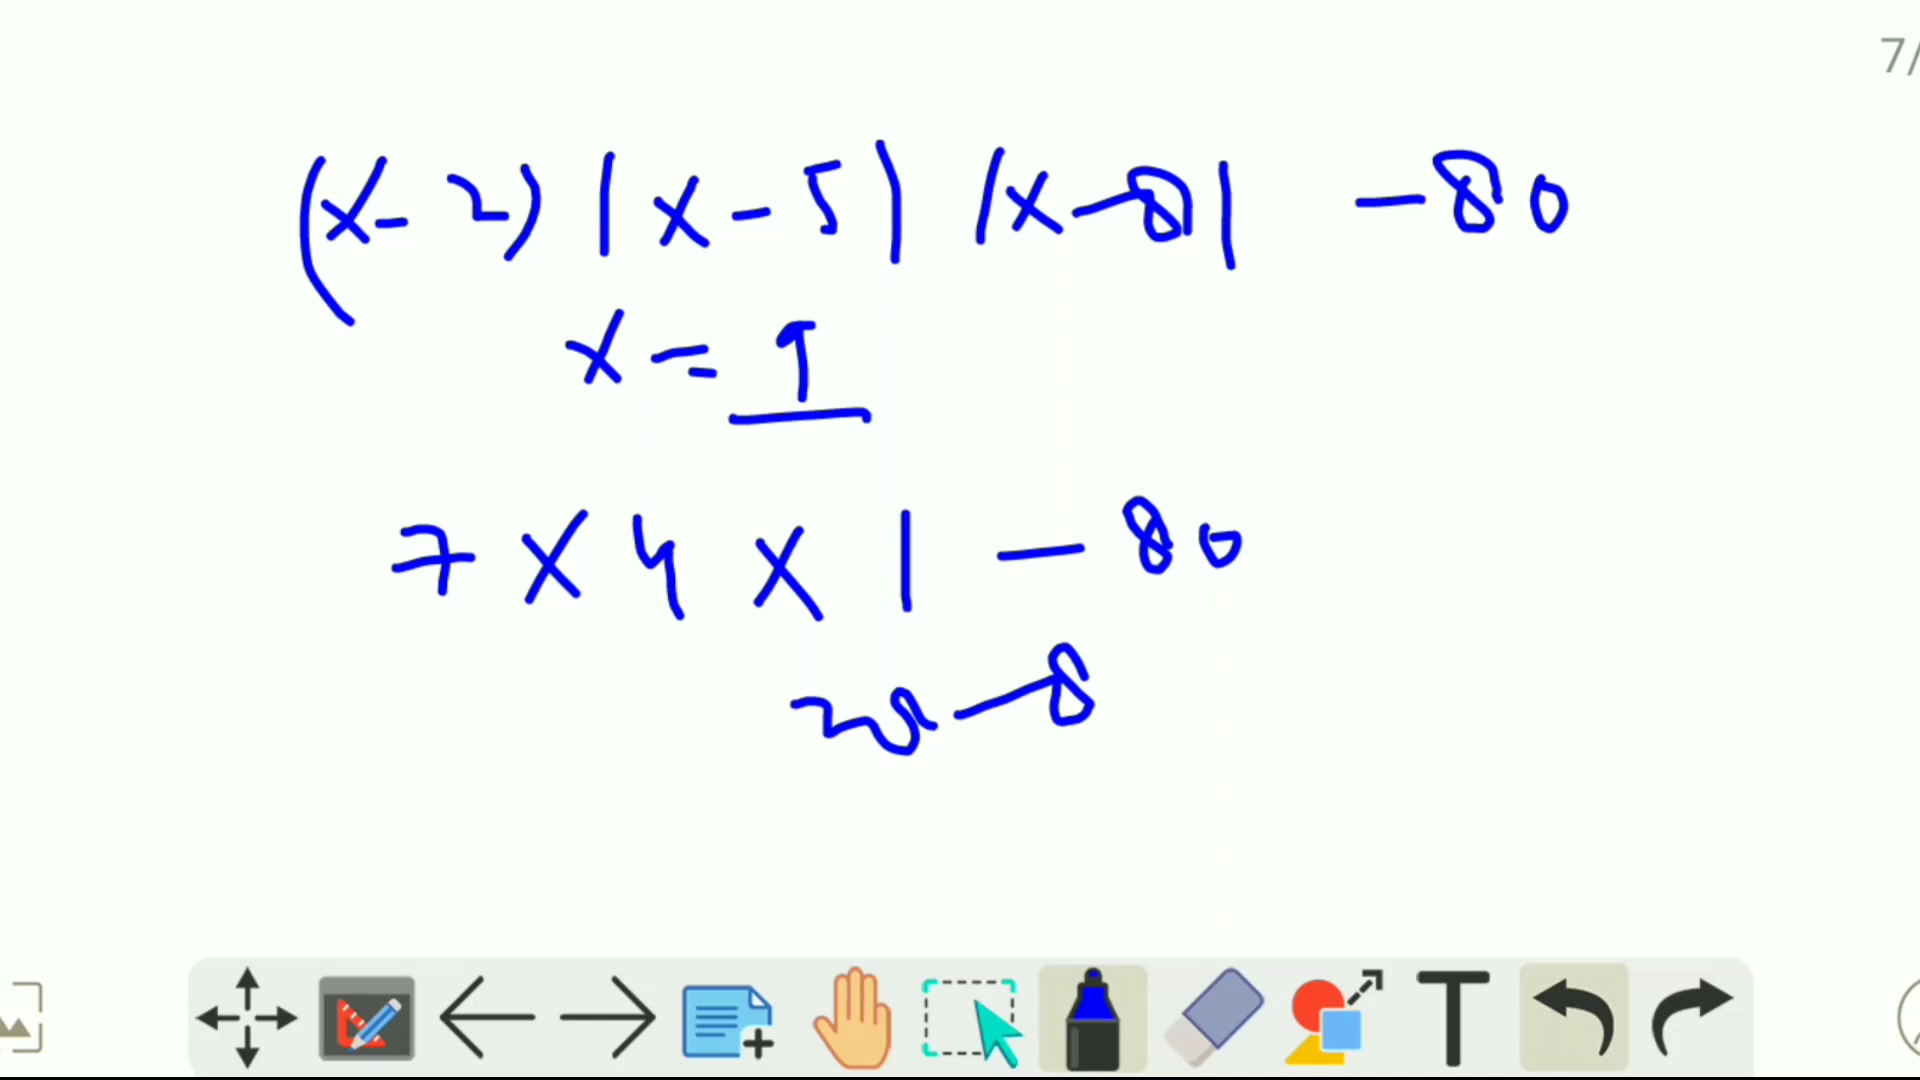 7/
(x-2) |x-5| |x-8| -80
x = 1
7 x 4 x 1 - 80
28-8
T